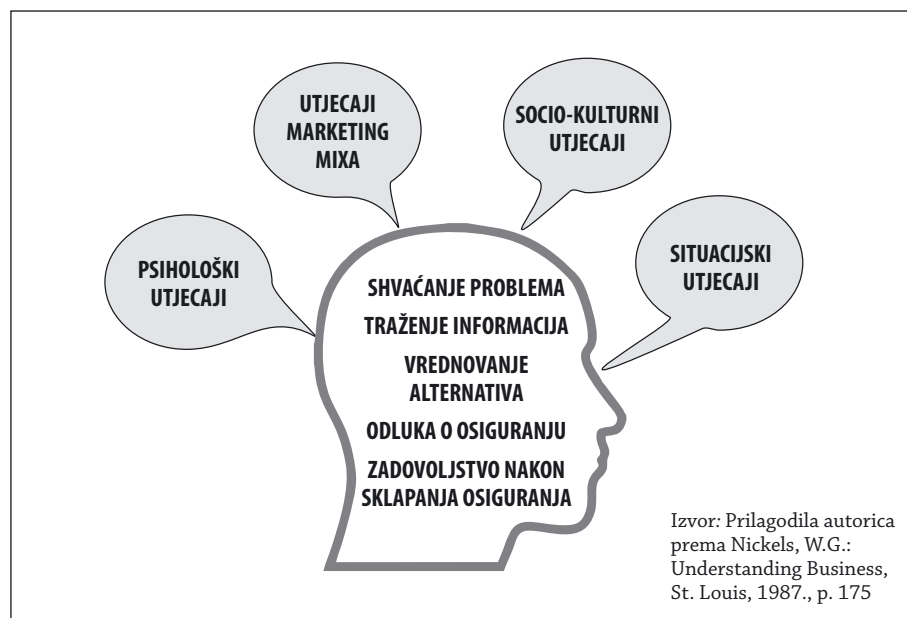 UTJECAJI
MARKETING
MIXA
SOCIO-KULTURNI
UTJECAJI
PSIHOLOŠKI
UTJECAJI
SITUACIJSKI
UTJECAJI
SHVAĆANJE PROBLEMA
TRAŽENJE INFORMACIJA
VREDNOVANJE
ALTERNATIVA
ODLUKA O OSIGURANJU
ZADOVOLJSTVO NAKON
SKLAPANJA OSIGURANJA
Izvor: Prilagodila autorica
prema Nickels, W.G.:
Understanding Business,
St. Louis, 1987., p. 175